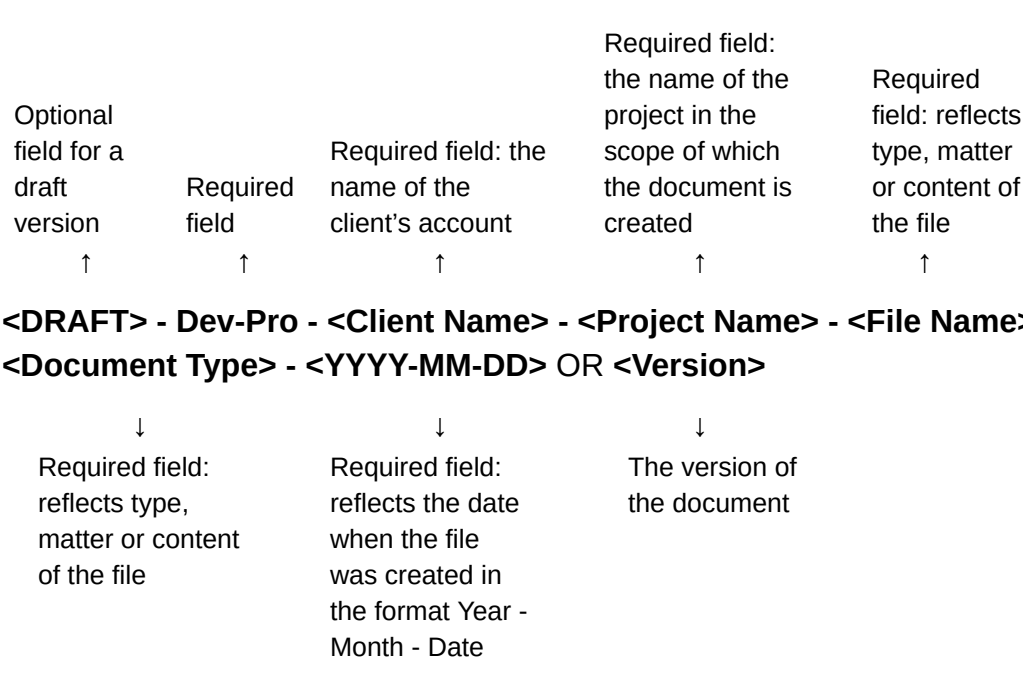 Optional
field for a
draft
version
↑
Required
field
↑
Required field: the
name of the
client’s account
↑
Required field:
the name of the
project in the
scope of which
the document is
created
↑
Required
field: reflects
type, matter
or content of
the file
↑
<DRAFT> - Dev-Pro - <Client Name> - <Project Name> - <File Name>
<Document Type> - <YYYY-MM-DD> OR <Version>
↓
Required field:
reflects type,
matter or content
of the file
↓
Required field:
reflects the date
when the file
was created in
the format Year -
Month - Date
↓
The version of
the document